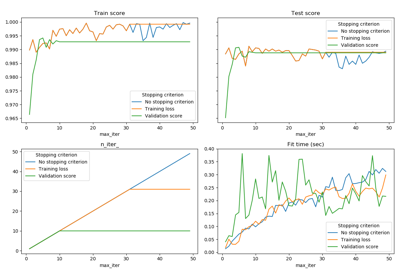 Train score
1.000
0.995
0.990
0.985
0.980
0.975
0.970
0.965
Stopping criterion
No stopping criterion
Training loss
Validation score
0
10
20
30
40
50
max_iter
Test score
Stopping criterion
No stopping criterion
Training loss
Validation score
0
10
20
30
40
50
max_iter
n_iter_
50
40
30
20
10
0
Stopping criterion
No stopping criterion
Training loss
Validation score
0
10
20
30
40
50
max_iter
Fit time (sec)
0.40
0.35
0.30
0.25
0.20
0.15
0.10
0.05
0.00
Stopping criterion
No stopping criterion
Training loss
Validation score
0
10
20
30
40
50
max_iter